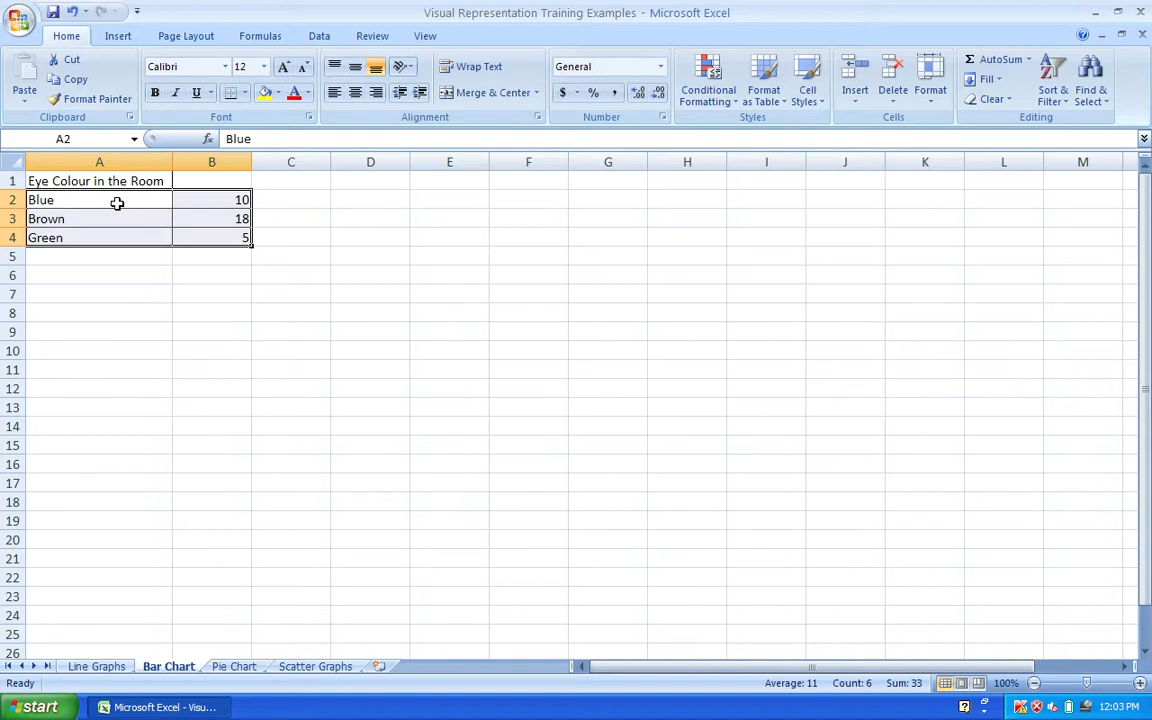 Visual Representation Training Examples - Microsoft Excel
Home Insert Page Layout Formulas Data Review View
Paste Cut Copy Format Painter
Clipboard
Calibri 12 A A
B I U A
Font
Wrap Text
Merge & Center
Alignment
General
$ % , .0 .00 .00 .0
Number
Conditional Formatting Format as Table Cell Styles
Styles
Insert Delete Format
Cells
Σ AutoSum Fill Clear Sort & Filter Find & Select
Editing
A2 fx Blue
A B C D E F G H I J K L M
1 Eye Colour in the Room
2 Blue 10
3 Brown 18
4 Green 5
5
6
7
8
9
10
11
12
13
14
15
16
17
18
19
20
21
22
23
24
25
26
Line Graphs Bar Chart Pie Chart Scatter Graphs
Ready Average: 11 Count: 6 Sum: 33 100%
start Microsoft Excel - Visu... 12:03 PM